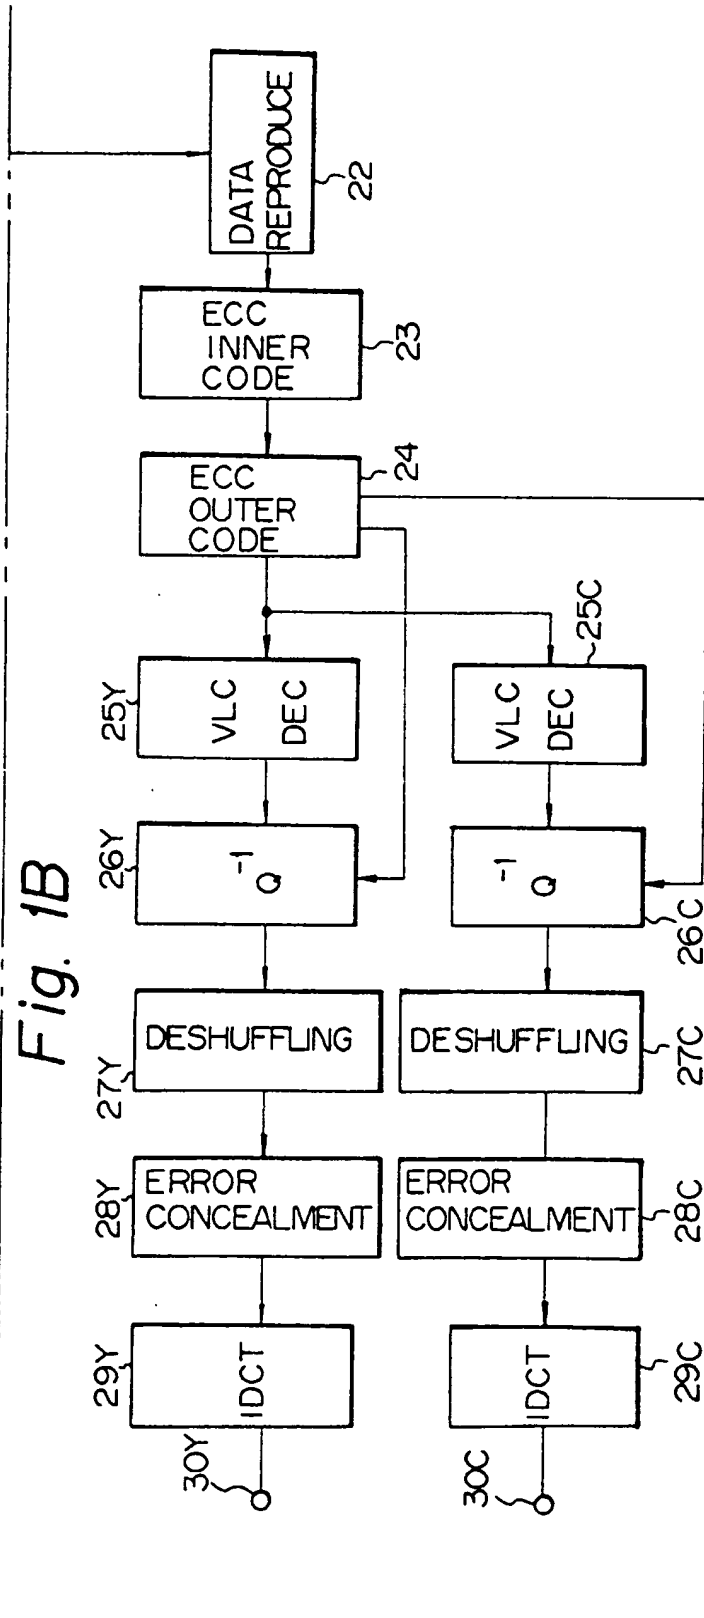 Fig. 1B
DATA
REPRODUCE
22
ECC
INNER
CODE
23
ECC
OUTER
CODE
24
25Y
VLC
DEC
25C
VLC
DEC
26Y
Q⁻¹
26C
Q⁻¹
27Y
DESHUFFLING
27C
DESHUFFLING
28Y
ERROR
CONCEALMENT
28C
ERROR
CONCEALMENT
29Y
IDCT
29C
IDCT
30Y
30C